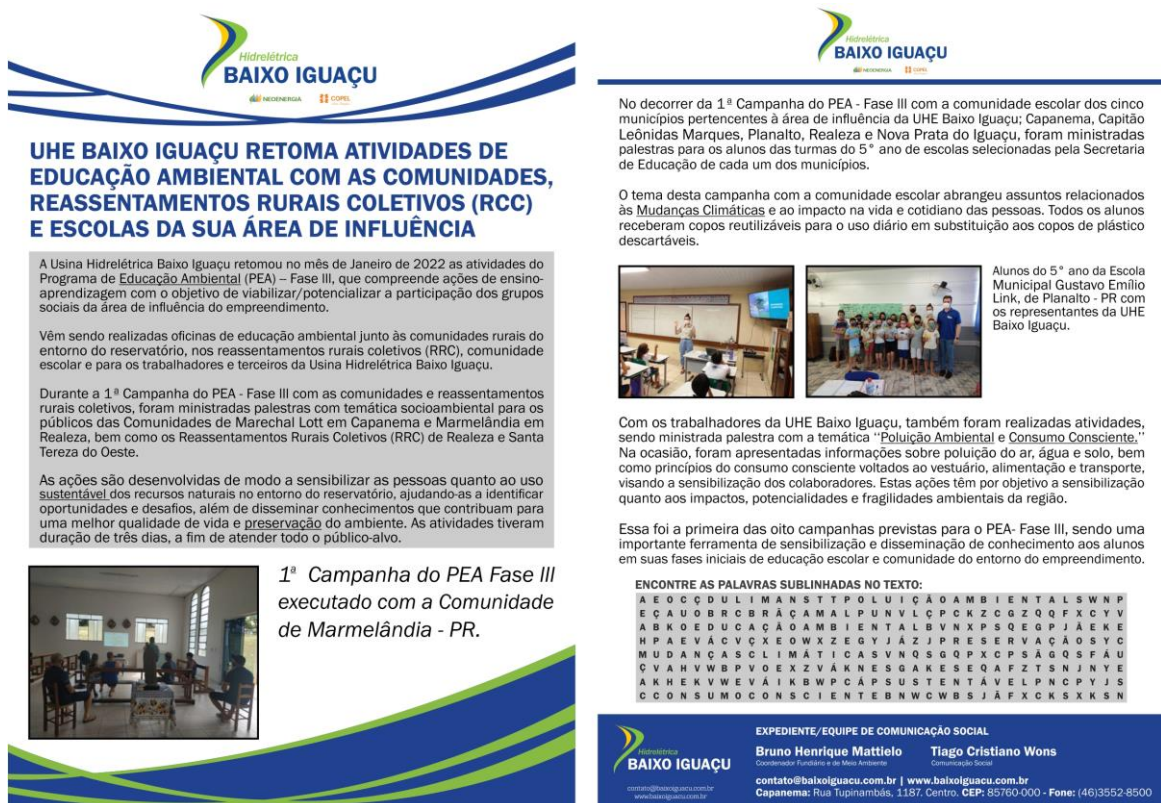 Hidrelétrica
BAIXO IGUAÇU
NEOENERGIA COPEL
UHE BAIXO IGUAÇU RETOMA ATIVIDADES DE
EDUCAÇÃO AMBIENTAL COM AS COMUNIDADES,
REASSENTAMENTOS RURAIS COLETIVOS (RCC)
E ESCOLAS DA SUA ÁREA DE INFLUÊNCIA
A Usina Hidrelétrica Baixo Iguaçu retomou no mês de Janeiro de 2022 as atividades do
Programa de Educação Ambiental (PEA) – Fase III, que compreende ações de ensino-
aprendizagem com o objetivo de viabilizar/potencializar a participação dos grupos
sociais da área de influência do empreendimento.
Vêm sendo realizadas oficinas de educação ambiental junto às comunidades rurais do
entorno do reservatório, nos reassentamentos rurais coletivos (RRC), comunidade
escolar e para os trabalhadores e terceiros da Usina Hidrelétrica Baixo Iguaçu.
Durante a 1ª Campanha do PEA - Fase III com as comunidades e reassentamentos
rurais coletivos, foram ministradas palestras com temática socioambiental para os
públicos das Comunidades de Marechal Lott em Capanema e Marmelândia em
Realeza, bem como os Reassentamentos Rurais Coletivos (RRC) de Realeza e Santa
Tereza do Oeste.
As ações são desenvolvidas de modo a sensibilizar as pessoas quanto ao uso
sustentável dos recursos naturais no entorno do reservatório, ajudando-as a identificar
oportunidades e desafios, além de disseminar conhecimentos que contribuam para
uma melhor qualidade de vida e preservação do ambiente. As atividades tiveram
duração de três dias, a fim de atender todo o público-alvo.
1ª Campanha do PEA Fase III
executado com a Comunidade
de Marmelândia - PR.
Hidrelétrica
BAIXO IGUAÇU
NEOENERGIA COPEL
No decorrer da 1ª Campanha do PEA - Fase III com a comunidade escolar dos cinco
municípios pertencentes à área de influência da UHE Baixo Iguaçu; Capanema, Capitão
Leônidas Marques, Planalto, Realeza e Nova Prata do Iguaçu, foram ministradas
palestras para os alunos das turmas do 5° ano de escolas selecionadas pela Secretaria
de Educação de cada um dos municípios.
O tema desta campanha com a comunidade escolar abrangeu assuntos relacionados
às Mudanças Climáticas e ao impacto na vida e cotidiano das pessoas. Todos os alunos
receberam copos reutilizáveis para o uso diário em substituição aos copos de plástico
descartáveis.
Alunos do 5° ano da Escola
Municipal Gustavo Emílio
Link, de Planalto - PR com
os representantes da UHE
Baixo Iguaçu.
Com os trabalhadores da UHE Baixo Iguaçu, também foram realizadas atividades,
sendo ministrada palestra com a temática ‘‘Poluição Ambiental e Consumo Consciente.’’
Na ocasião, foram apresentadas informações sobre poluição do ar, água e solo, bem
como princípios do consumo consciente voltados ao vestuário, alimentação e transporte,
visando a sensibilização dos colaboradores. Estas ações têm por objetivo a sensibilização
quanto aos impactos, potencialidades e fragilidades ambientais da região.
Essa foi a primeira das oito campanhas previstas para o PEA- Fase III, sendo uma
importante ferramenta de sensibilização e disseminação de conhecimento aos alunos
em suas fases iniciais de educação escolar e comunidade do entorno do empreendimento.
ENCONTRE AS PALAVRAS SUBLINHADAS NO TEXTO:
A E O C Ç D U L I M A N S T T P O L U I Ç Ã O A M B I E N T A L S W N P
E Ç A U O B R C B R Ã Ç A M A L P U N V L Ç P C K Z C G Z Q Q F X C Y V
A B K O E D U C A Ç Ã O A M B I E N T A L B V N X P S Q E G P J Ã E K E
H P A E V Á C V Ç X E O W X Z E G Y J Á Z J P R E S E R V A Ç Ã O S Y C
M U D A N Ç A S C L I M Á T I C A S V N Q S G Q P X C P S Ã G Q S F Á U
Ç V A H V W B P V O E X Z V Á K N E S G A K E S E Q A F Z T S N J N Y E
A K H E K V W E V Á I K B W P C Á P S U S T E N T Á V E L P N C P Y J S
C C O N S U M O C O N S C I E N T E B N W C W B S J Ã F X C K S X K S N
Hidrelétrica
BAIXO IGUAÇU
contato@baixoiguacu.com.br
www.baixoiguacu.com.br
EXPEDIENTE/EQUIPE DE COMUNICAÇÃO SOCIAL
Bruno Henrique Mattielo Tiago Cristiano Wons
Coordenador Fundiário e de Meio Ambiente Comunicação Social
contato@baixoiguacu.com.br | www.baixoiguacu.com.br
Capanema: Rua Tupinambás, 1187. Centro. CEP: 85760-000 - Fone: (46)3552-8500